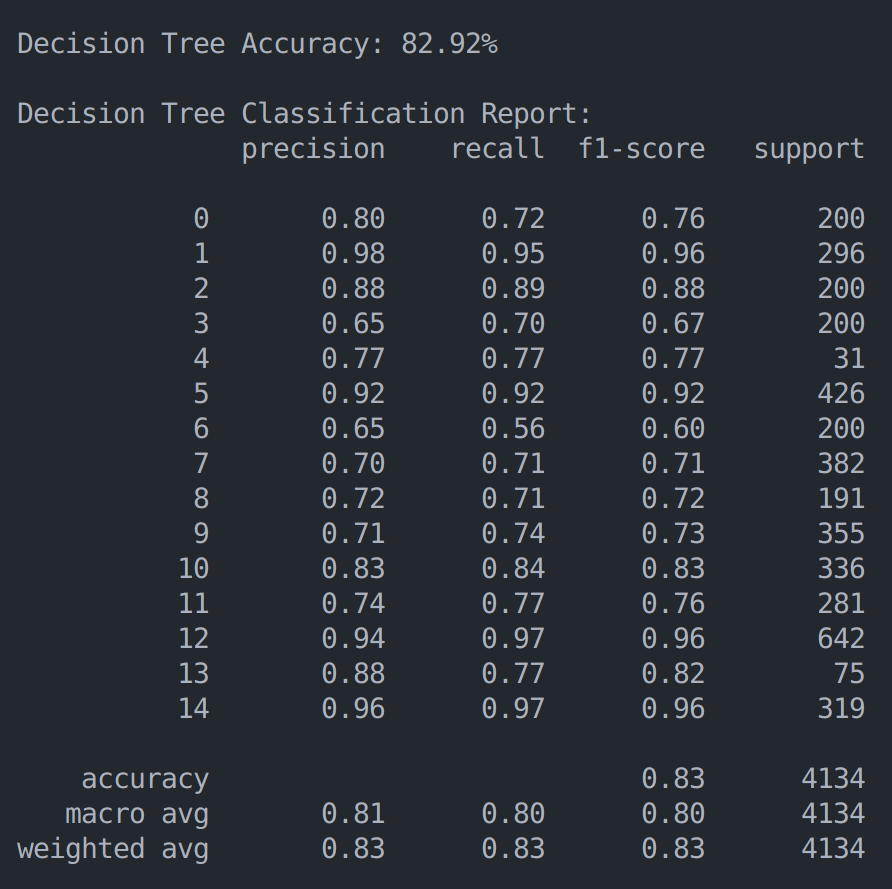 Decision Tree Accuracy: 82.92%
Decision Tree Classification Report:
precision recall f1-score support
0 0.80 0.72 0.76 200
1 0.98 0.95 0.96 296
2 0.88 0.89 0.88 200
3 0.65 0.70 0.67 200
4 0.77 0.77 0.77 31
5 0.92 0.92 0.92 426
6 0.65 0.56 0.60 200
7 0.70 0.71 0.71 382
8 0.72 0.71 0.72 191
9 0.71 0.74 0.73 355
10 0.83 0.84 0.83 336
11 0.74 0.77 0.76 281
12 0.94 0.97 0.96 642
13 0.88 0.77 0.82 75
14 0.96 0.97 0.96 319
accuracy 0.83 4134
macro avg 0.81 0.80 0.80 4134
weighted avg 0.83 0.83 0.83 4134